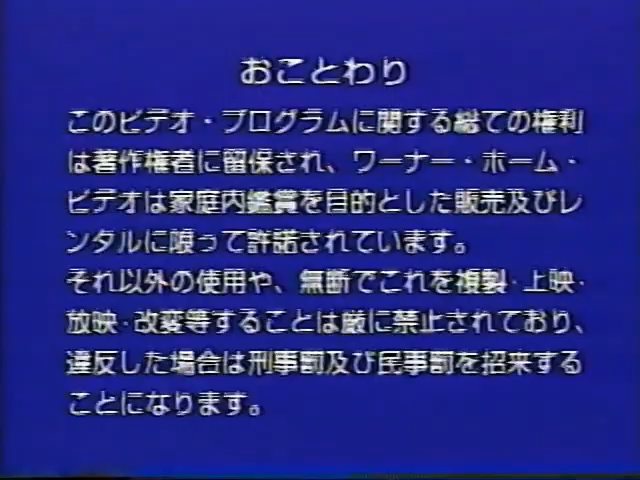 おことわり
このビデオ・プログラムに関する総ての権利
は著作権者に留保され、ワーナー・ホーム・
ビデオは家庭内鑑賞を目的とした販売及びレ
ンタルに限って許諾されています。
それ以外の使用や、無断でこれを複製・上映・
放映・改変等することは厳に禁止されており、
違反した場合は刑事罰及び民事罰を招来する
ことになります。